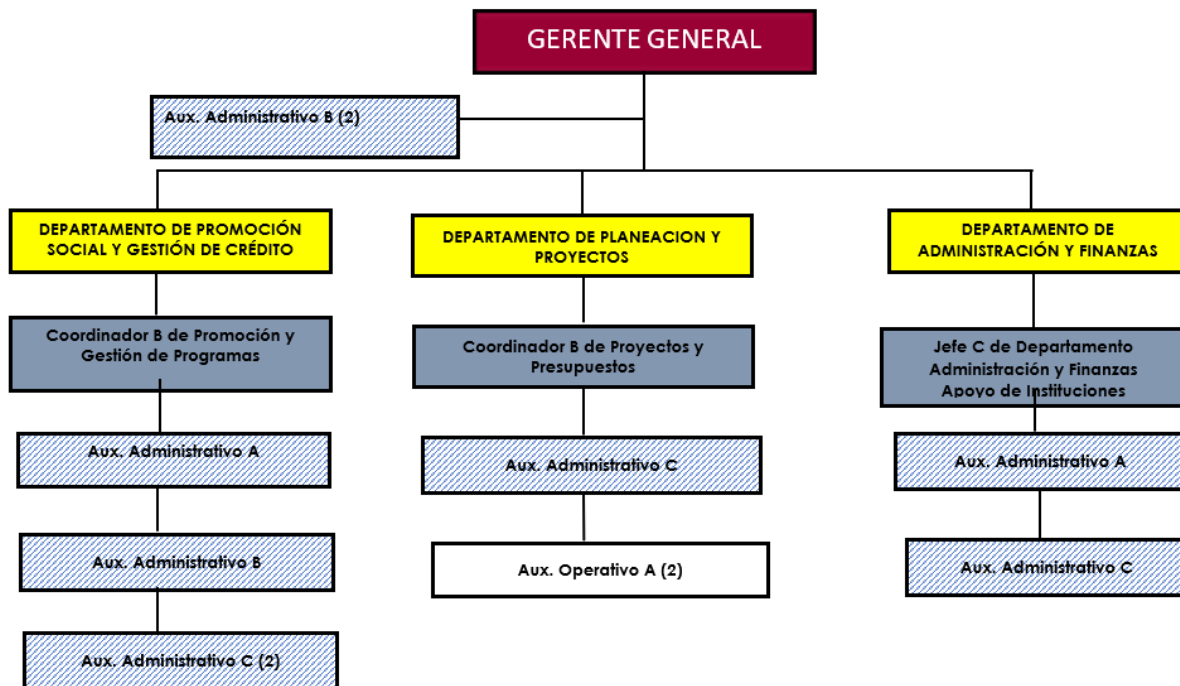 GERENTE GENERAL
Aux. Administrativo B (2)
DEPARTAMENTO DE PROMOCIÓN
SOCIAL Y GESTIÓN DE CRÉDITO
Coordinador B de Promoción y
Gestión de Programas
Aux. Administrativo A
Aux. Administrativo B
Aux. Administrativo C (2)
DEPARTAMENTO DE PLANEACION Y
PROYECTOS
Coordinador B de Proyectos y
Presupuestos
Aux. Administrativo C
Aux. Operativo A (2)
DEPARTAMENTO DE
ADMINISTRACIÓN Y FINANZAS
Jefe C de Departamento
Administración y Finanzas
Apoyo de Instituciones
Aux. Administrativo A
Aux. Administrativo C